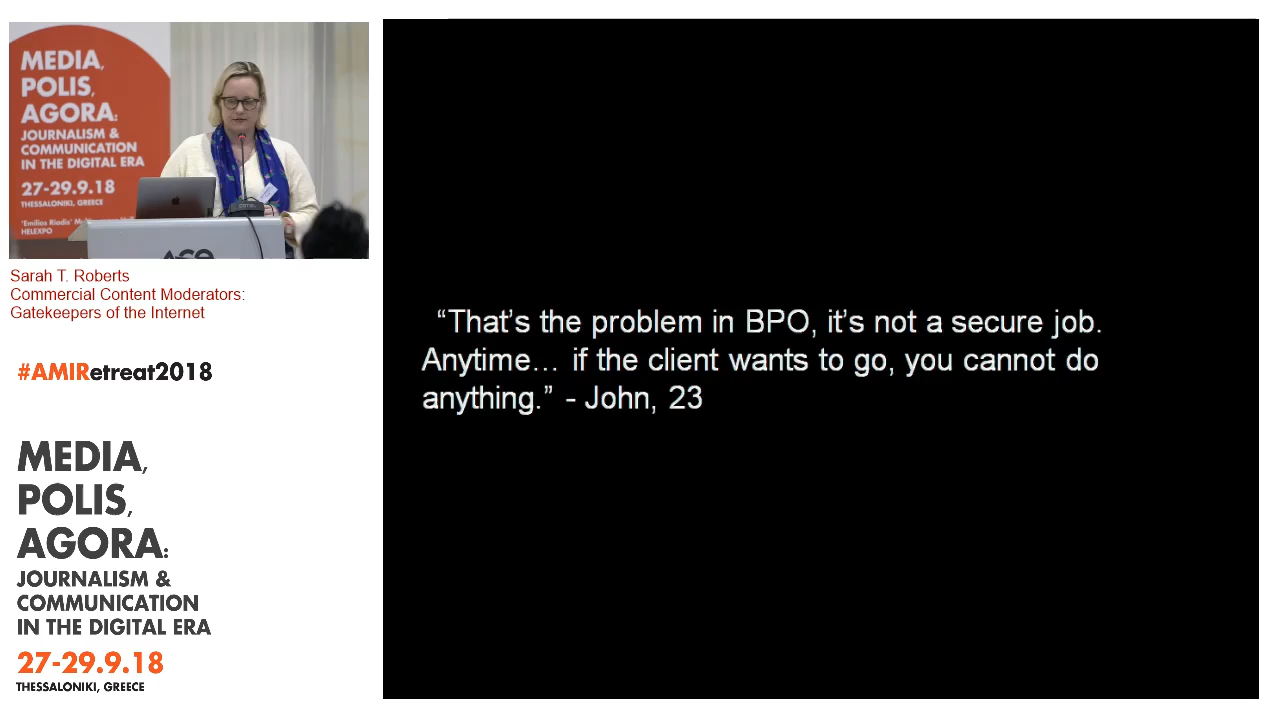 MEDIA,
POLIS,
AGORA:
JOURNALISM &
COMMUNICATION
IN THE DIGITAL ERA
27-29.9.18
THESSALONIKI, GREECE
'Emilios Riadis'
HELEXPO
Sarah T. Roberts
Commercial Content Moderators:
Gatekeepers of the Internet
#AMIRetreat2018
MEDIA,
POLIS,
AGORA:
JOURNALISM &
COMMUNICATION
IN THE DIGITAL ERA
27-29.9.18
THESSALONIKI, GREECE
“That’s the problem in BPO, it’s not a secure job.
Anytime… if the client wants to go, you cannot do
anything.” - John, 23